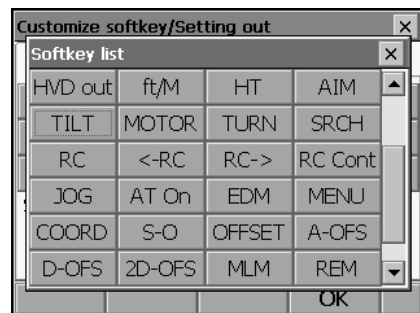 Customize softkey/Setting out
Softkey list
HVD out ft/M HT AIM
TILT MOTOR TURN SRCH
RC <-RC RC-> RC Cont
JOG AT On EDM MENU
COORD S-O OFFSET A-OFS
D-OFS 2D-OFS MLM REM
OK